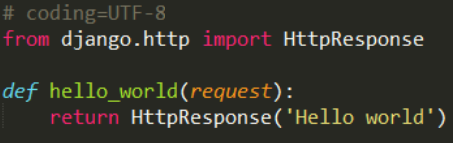 # coding=UTF-8
from django.http import HttpResponse

def hello_world(request):
    return HttpResponse('Hello world')